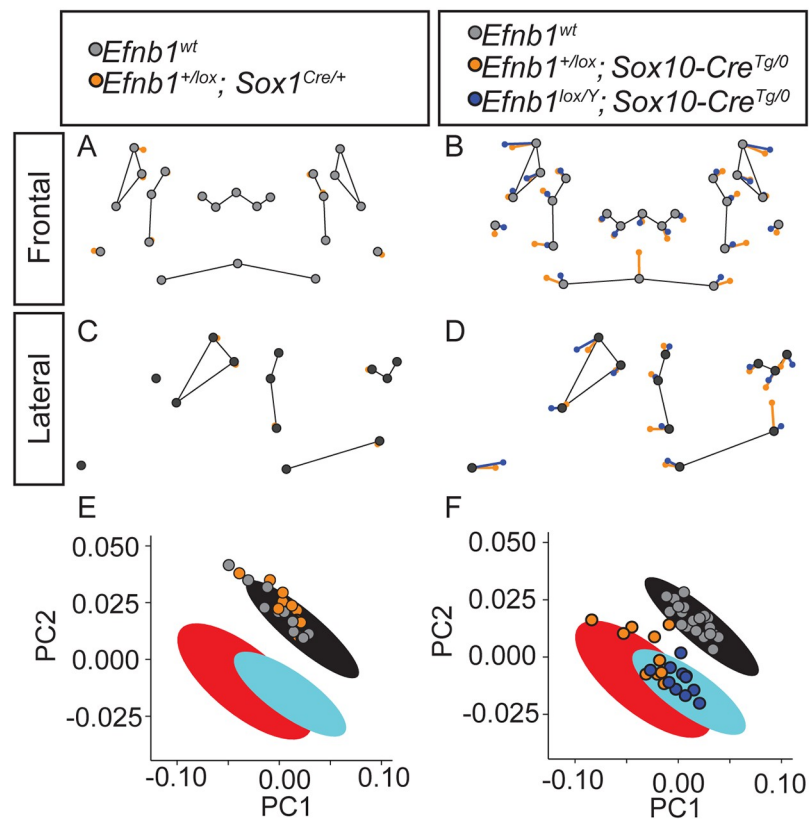 Efnb1wt
Efnb1+/lox; Sox1Cre/+
Efnb1wt
Efnb1+/lox; Sox10-CreTg/0
Efnb1lox/Y; Sox10-CreTg/0
Frontal
A
B
Lateral
C
D
E
F
0.050
0.025
0.000
-0.025
PC2
-0.10
0.00
0.10
PC1
0.050
0.025
0.000
-0.025
PC2
-0.10
0.00
0.10
PC1